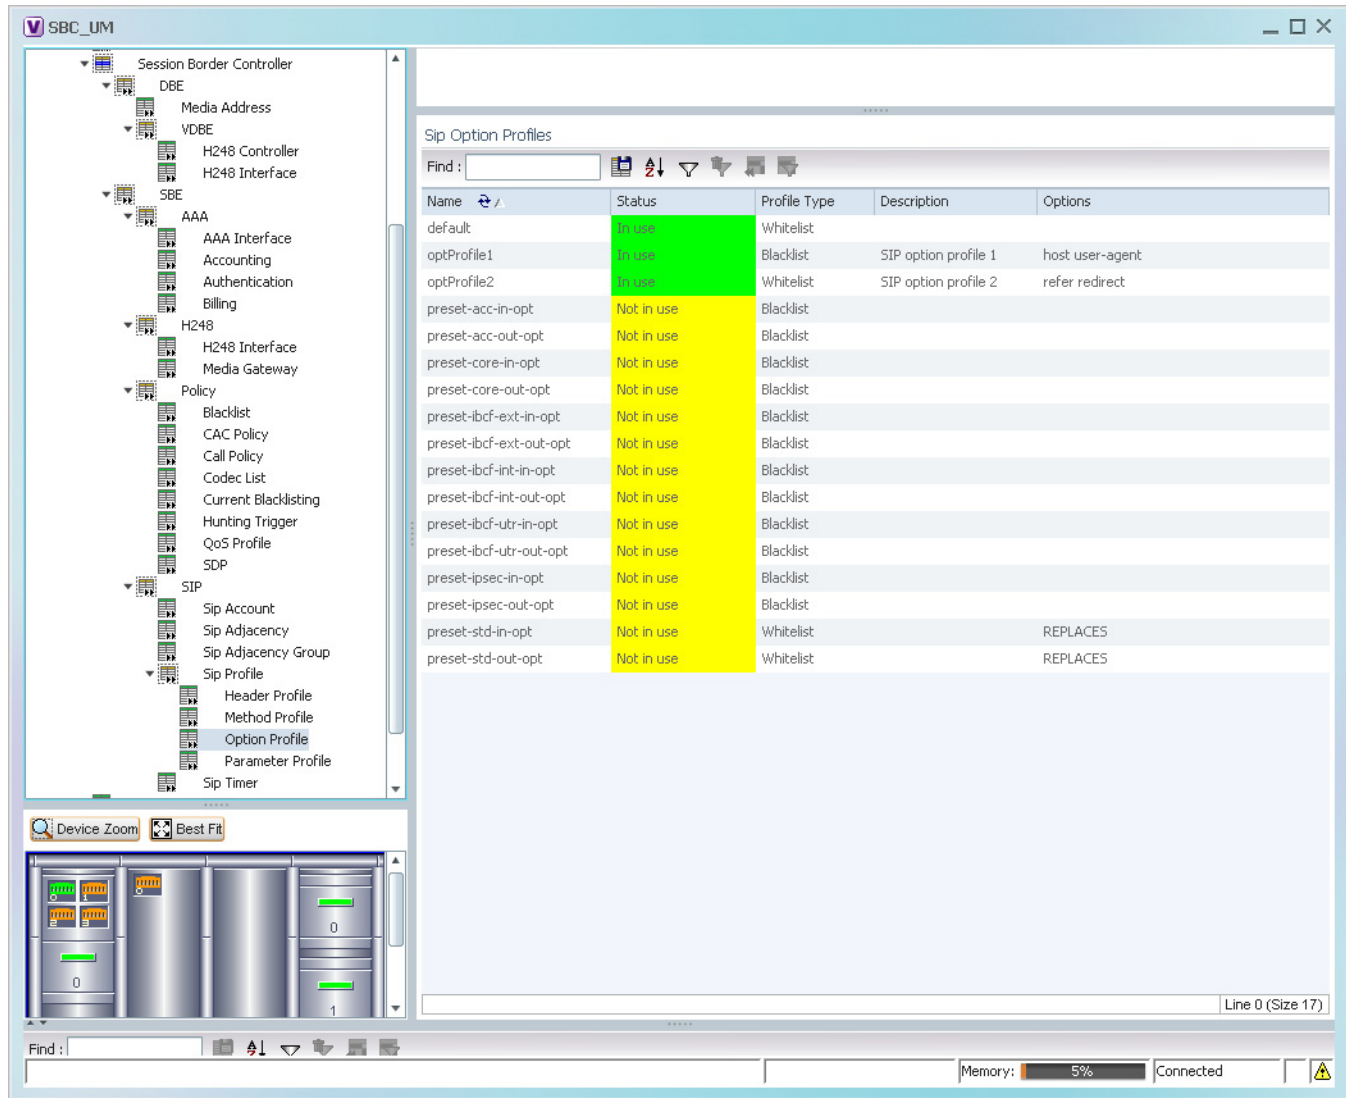 SBC_UM
Session Border Controller
DBE
Media Address
VDBE
H248 Controller
H248 Interface
SBE
AAA
AAA Interface
Accounting
Authentication
Billing
H248
H248 Interface
Media Gateway
Policy
Blacklist
CAC Policy
Call Policy
Codec List
Current Blacklisting
Hunting Trigger
QoS Profile
SDP
SIP
Sip Account
Sip Adjacency
Sip Adjacency Group
Sip Profile
Header Profile
Method Profile
Option Profile
Parameter Profile
Sip Timer
Device Zoom Best Fit
0 1 0
2 3
0
0
1
Sip Option Profiles
Find :
Name Status Profile Type Description Options
default In use Whitelist
optProfile1 In use Blacklist SIP option profile 1 host user-agent
optProfile2 In use Whitelist SIP option profile 2 refer redirect
preset-acc-in-opt Not in use Blacklist
preset-acc-out-opt Not in use Blacklist
preset-core-in-opt Not in use Blacklist
preset-core-out-opt Not in use Blacklist
preset-ibcf-ext-in-opt Not in use Blacklist
preset-ibcf-ext-out-opt Not in use Blacklist
preset-ibcf-int-in-opt Not in use Blacklist
preset-ibcf-int-out-opt Not in use Blacklist
preset-ibcf-utr-in-opt Not in use Blacklist
preset-ibcf-utr-out-opt Not in use Blacklist
preset-ipsec-in-opt Not in use Blacklist
preset-ipsec-out-opt Not in use Blacklist
preset-std-in-opt Not in use Whitelist REPLACES
preset-std-out-opt Not in use Whitelist REPLACES
Line 0 (Size 17)
Find :
Memory: 5% Connected